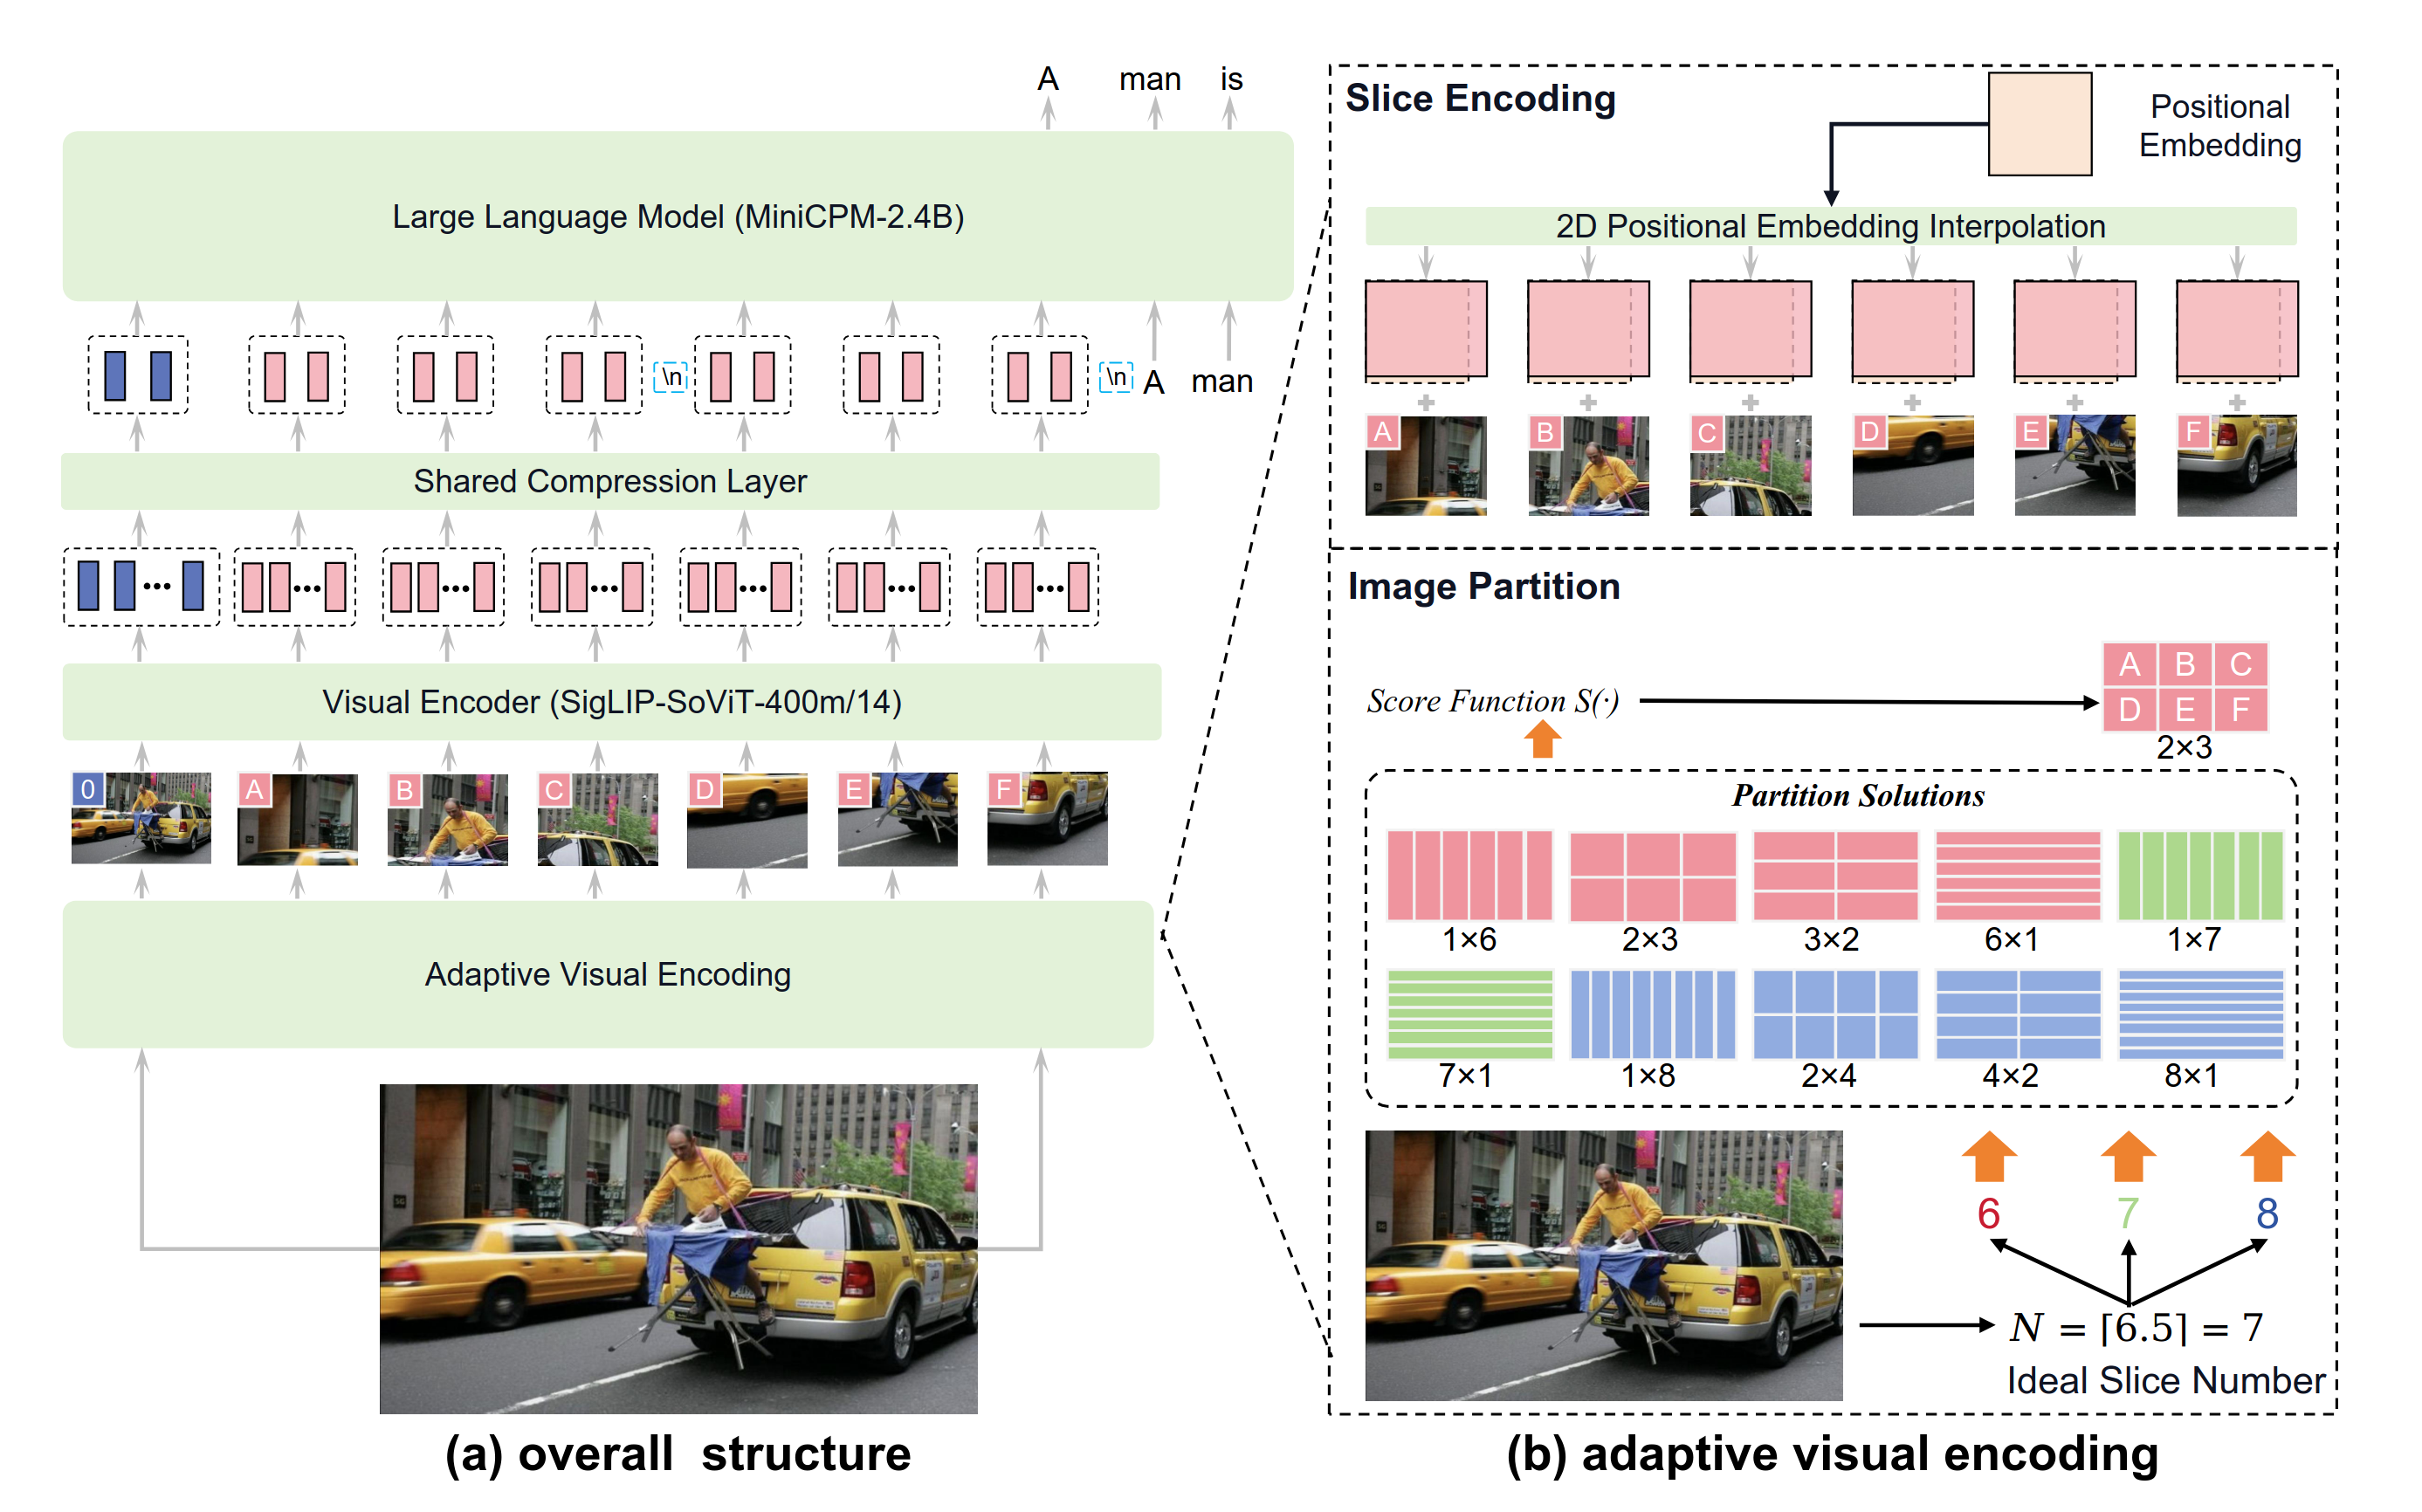 A man is
Large Language Model (MiniCPM-2.4B)
\n \n A man
Shared Compression Layer
Visual Encoder (SigLIP-SoViT-400m/14)
0 A B C D E F
Adaptive Visual Encoding
(a) overall structure
Slice Encoding
Positional
Embedding
2D Positional Embedding Interpolation
A B C D E F
Image Partition
Score Function S(·)
A B C
D E F
2×3
Partition Solutions
1×6 2×3 3×2 6×1 1×7
7×1 1×8 2×4 4×2 8×1
6 7 8
N = ⌈6.5⌉ = 7
Ideal Slice Number
(b) adaptive visual encoding